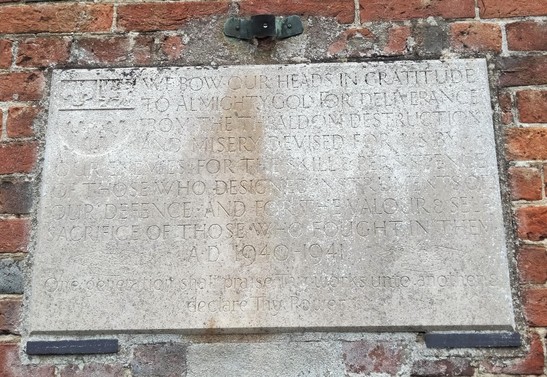 WE BOW OUR HEADS IN GRATITUDE
TO ALMIGHTY GOD FOR DELIVERANCE
FROM THE THRALDOM DESTRUCTION
AND MISERY DEVISED FOR US BY
OUR ENEMIES: FOR THE SKILL & PERSISTENCE
OF THOSE WHO DESIGNED THE INSTRUMENTS OF
OUR DEFENCE: AND FOR THE VALOUR & SELF
SACRIFICE OF THOSE WHO FOUGHT IN THEM
A.D. 1940-1941
One generation shall praise Thy works unto another &
declare Thy Power